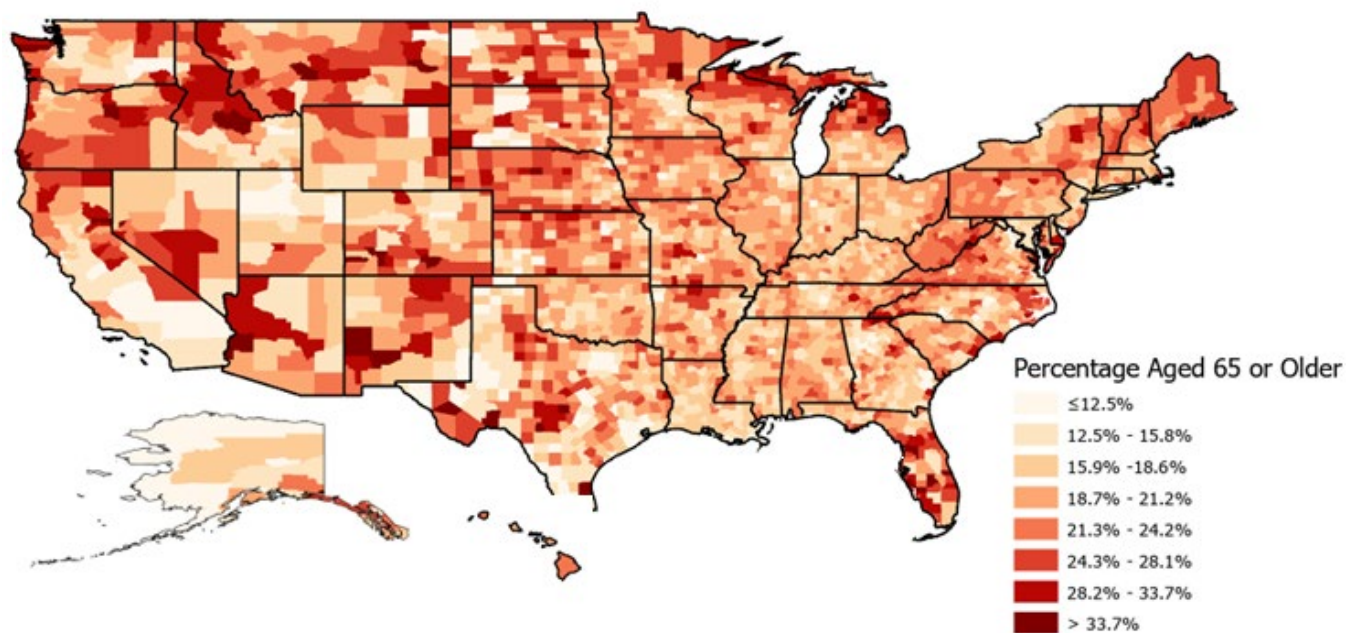 Percentage Aged 65 or Older
≤12.5%
12.5% - 15.8%
15.9% -18.6%
18.7% - 21.2%
21.3% - 24.2%
24.3% - 28.1%
28.2% - 33.7%
> 33.7%